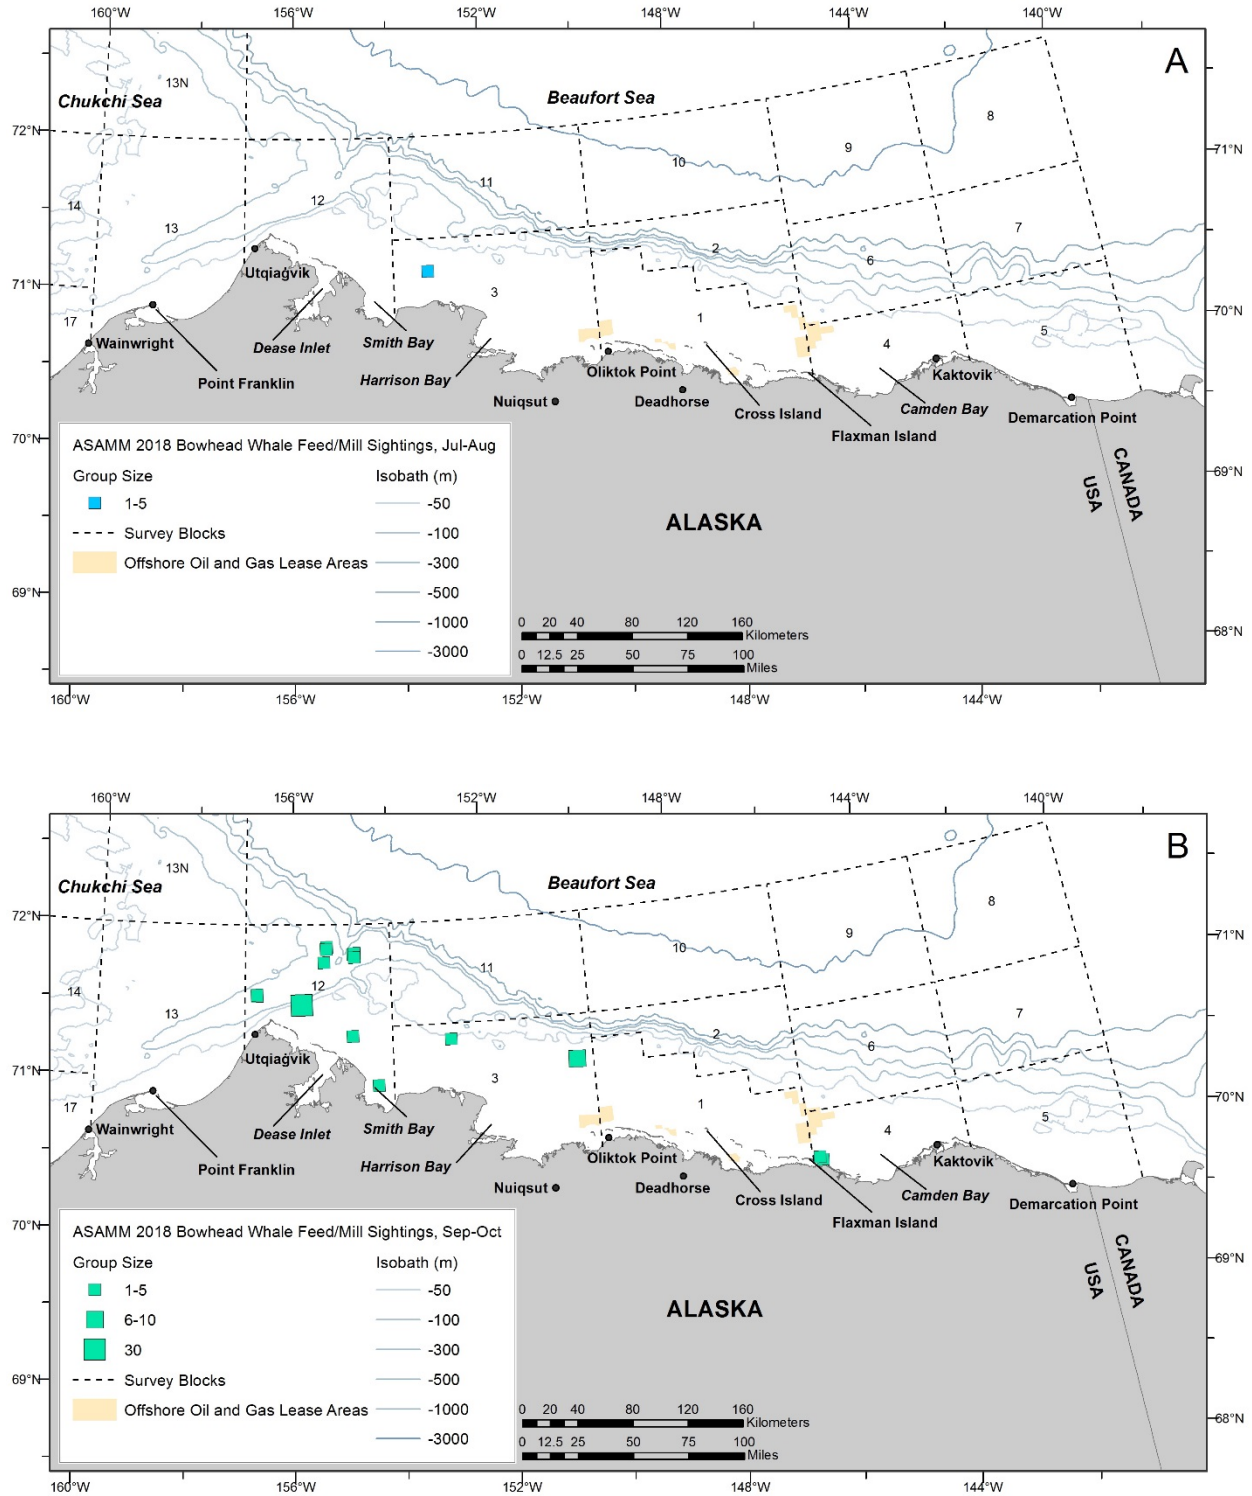 160°W 156°W 152°W 148°W 144°W 140°W
A
13N
Chukchi Sea
Beaufort Sea
8
72°N
71°N
9
10
11
14
12
13
7
2
6
Utqiaġvik
71°N
3
70°N
17
1
5
Wainwright
Dease Inlet
Smith Bay
4
Point Franklin
Harrison Bay
Oliktok Point
Kaktovik
Nuiqsut
Deadhorse
Cross Island
Camden Bay
Flaxman Island
Demarcation Point
70°N
69°N
CANADA
USA
ALASKA
ASAMM 2018 Bowhead Whale Feed/Mill Sightings, Jul-Aug
Group Size
1-5
Survey Blocks
Offshore Oil and Gas Lease Areas
Isobath (m)
-50
-100
-300
-500
-1000
-3000
69°N
68°N
0 20 40 80 120 160
Kilometers
0 12.5 25 50 75 100
Miles
160°W 156°W 152°W 148°W 144°W
160°W 156°W 152°W 148°W 144°W 140°W
B
13N
Chukchi Sea
Beaufort Sea
8
72°N
71°N
9
10
11
14
12
13
7
2
6
Utqiaġvik
71°N
3
70°N
17
1
5
Wainwright
Dease Inlet
Smith Bay
4
Point Franklin
Harrison Bay
Oliktok Point
Kaktovik
Nuiqsut
Deadhorse
Cross Island
Camden Bay
Flaxman Island
Demarcation Point
70°N
69°N
CANADA
USA
ALASKA
ASAMM 2018 Bowhead Whale Feed/Mill Sightings, Sep-Oct
Group Size
1-5
6-10
30
Survey Blocks
Offshore Oil and Gas Lease Areas
Isobath (m)
-50
-100
-300
-500
-1000
-3000
69°N
68°N
0 20 40 80 120 160
Kilometers
0 12.5 25 50 75 100
Miles
160°W 156°W 152°W 148°W 144°W